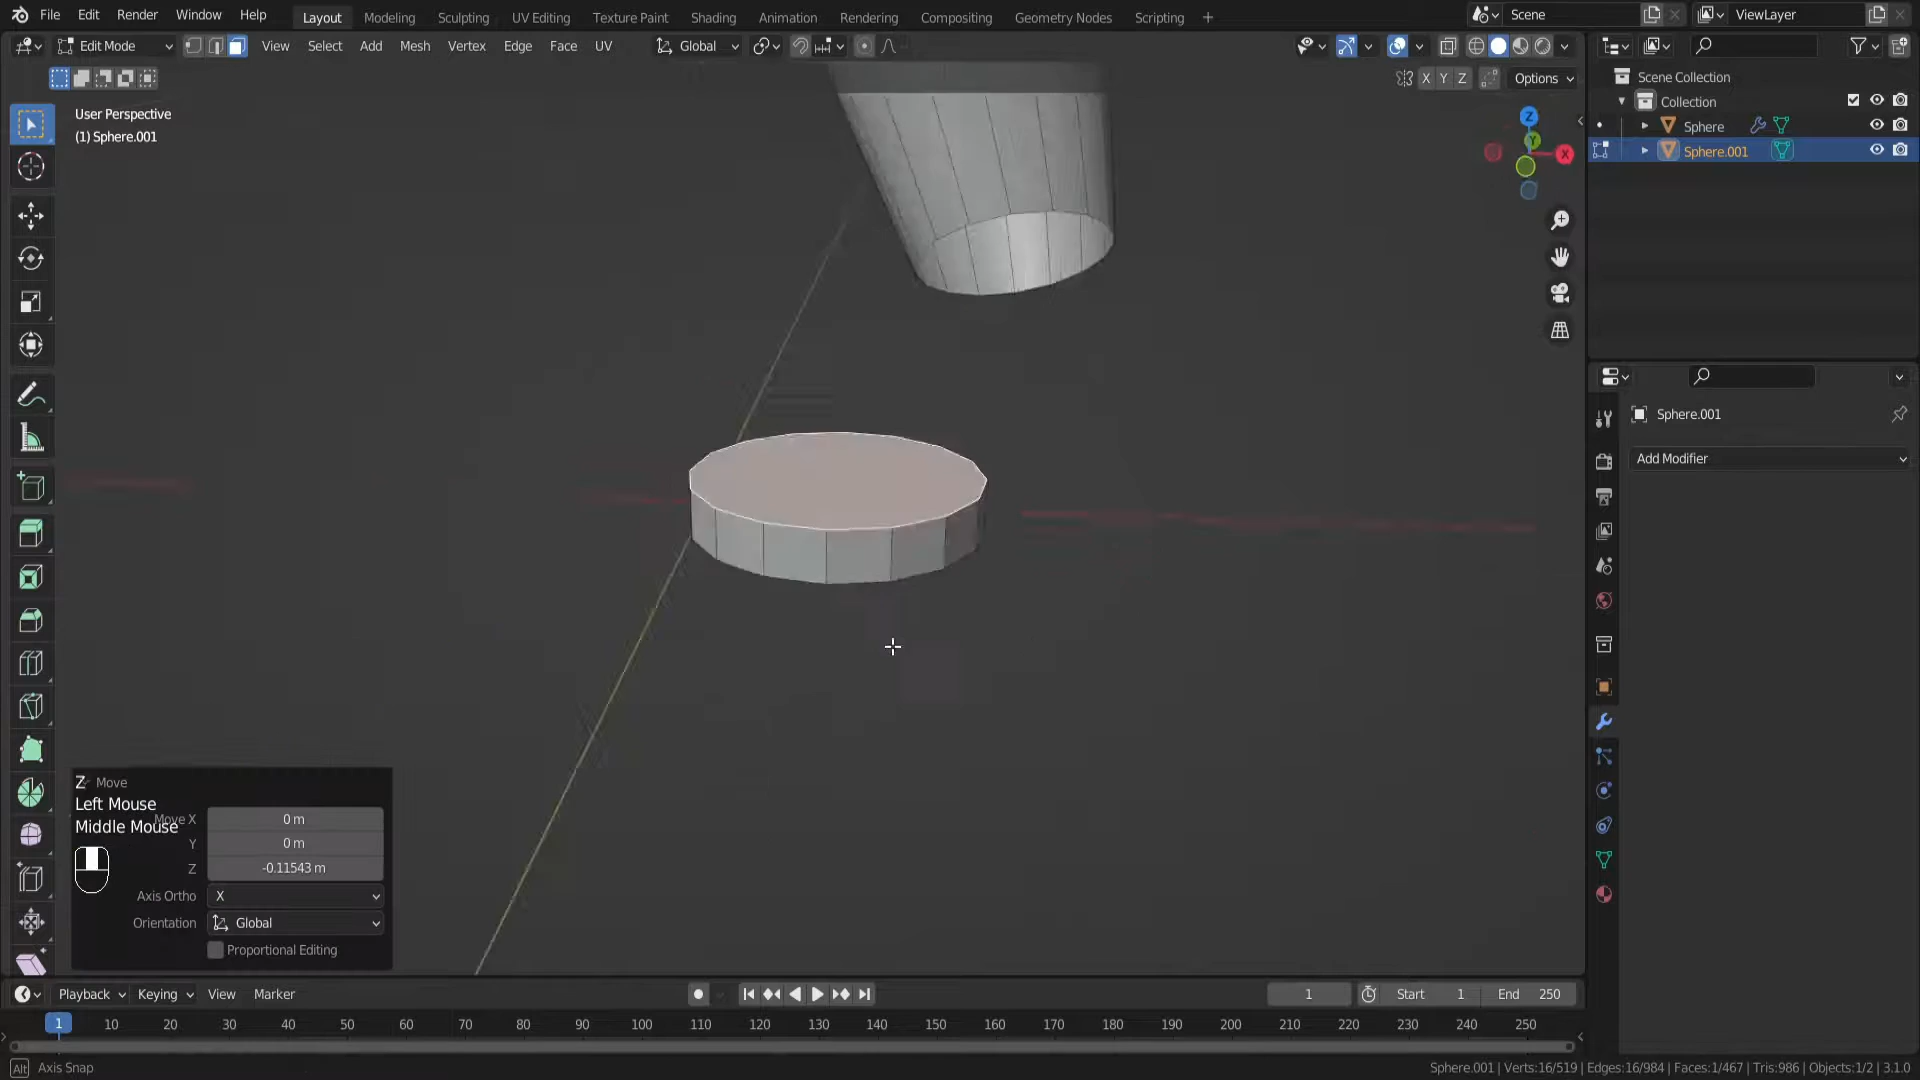 File Edit Render Window Help Layout Modeling Sculpting UV Editing Texture Paint Shading Animation Rendering Compositing Geometry Nodes Scripting Scene ViewLayer
Edit Mode View Select Add Mesh Vertex Edge Face UV Global
X Y Z Options
Scene Collection
Collection
Sphere
Sphere.001
User Perspective
(1) Sphere.001
Z
Y
X
Sphere.001
Add Modifier
Z Move
Left Mouse
Move X 0 m
Middle Mouse
Y 0 m
Z -0.11543 m
Axis Ortho X
Orientation Global
Proportional Editing
Playback Keying View Marker 1 Start 1 End 250
1 10 20 30 40 50 60 70 80 90 100 110 120 130 140 150 160 170 180 190 200 210 220 230 240 250
Alt Axis Snap
Sphere.001 | Verts:16/519 | Edges:16/984 | Faces:1/467 | Tris:986 | Objects:1/2 | 3.1.0